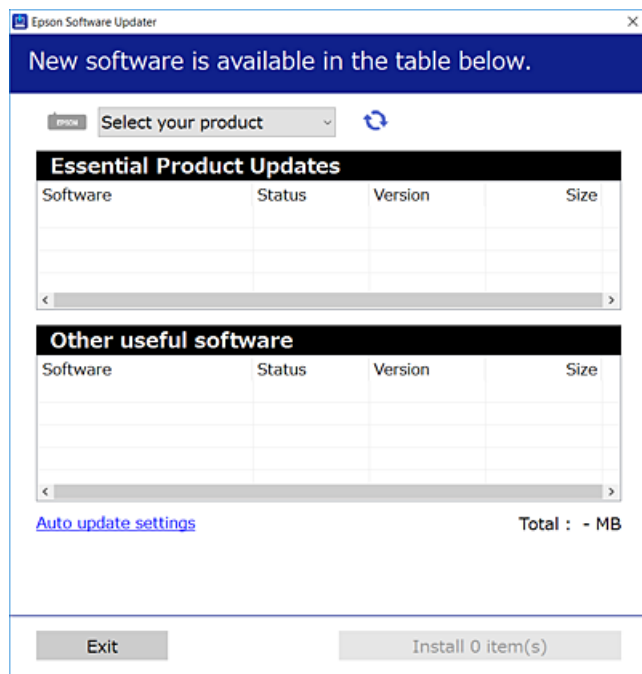 Epson Software Updater
New software is available in the table below.
EPSON Select your product
Essential Product Updates
Software Status Version Size
Other useful software
Software Status Version Size
Auto update settings Total : - MB
Exit Install 0 item(s)